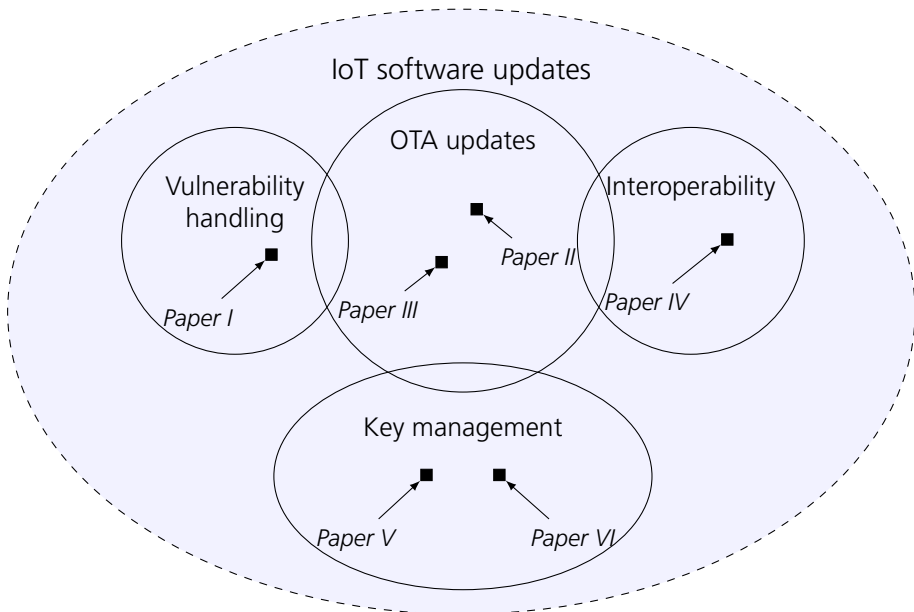 IoT software updates
OTA updates
Vulnerability
handling
Interoperability
Paper II
Paper III
Paper I
Paper IV
Key management
Paper V
Paper VI